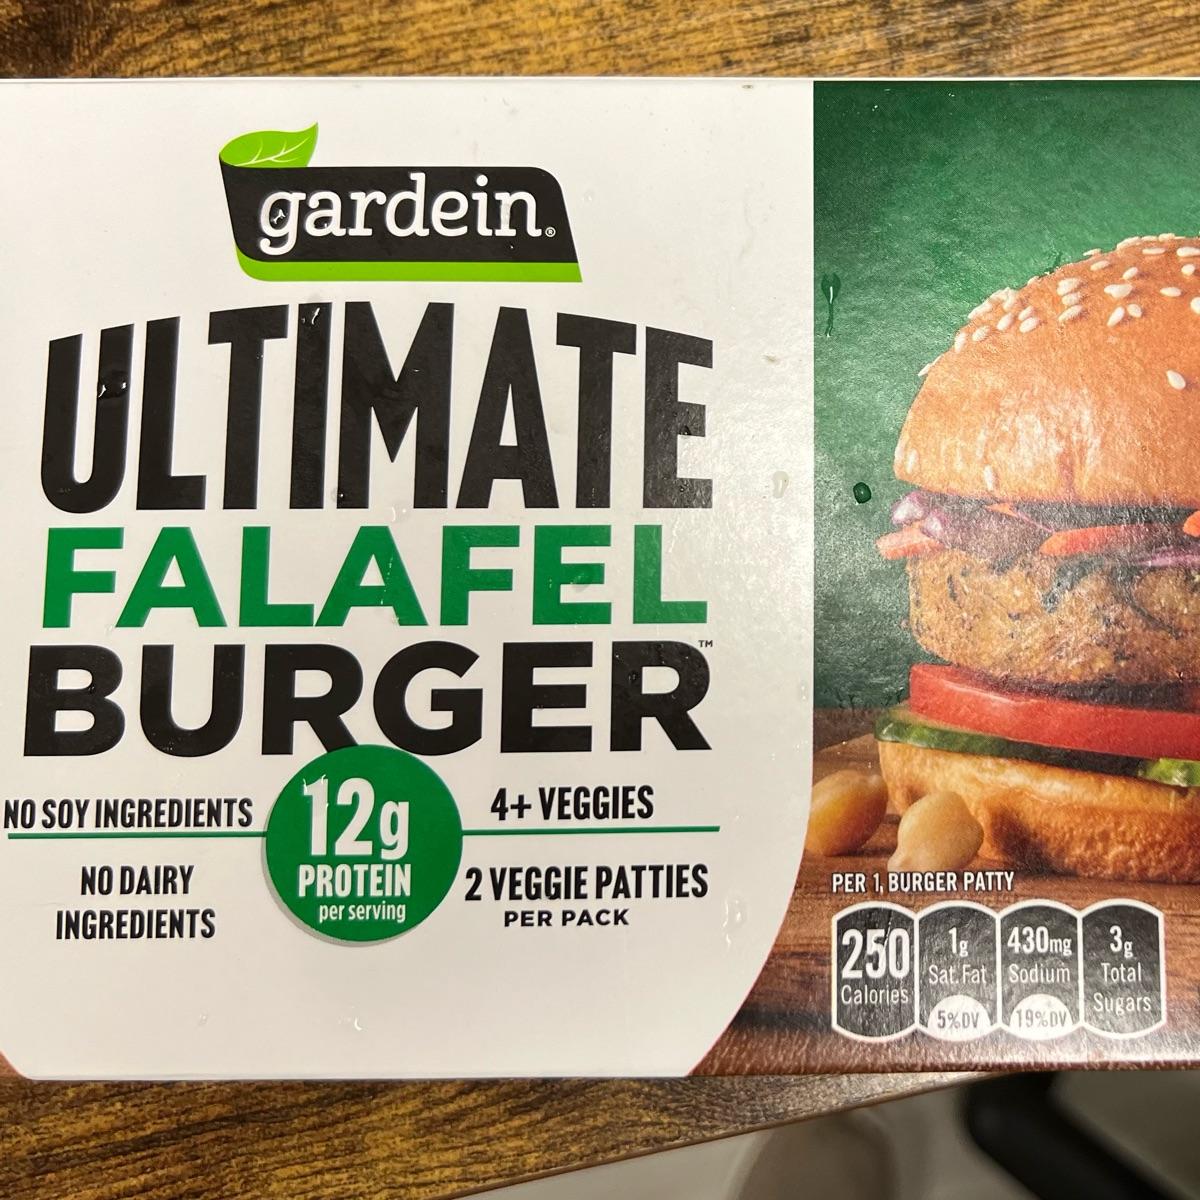 gardein®
ULTIMATE
FALAFEL
BURGER™
NO SOY INGREDIENTS
NO DAIRY
INGREDIENTS
12g
PROTEIN
per serving
4+ VEGGIES
2 VEGGIE PATTIES
PER PACK
PER 1, BURGER PATTY
250
Calories
1g
Sat. Fat
5%DV
430mg
Sodium
19%DV
3g
Total
Sugars